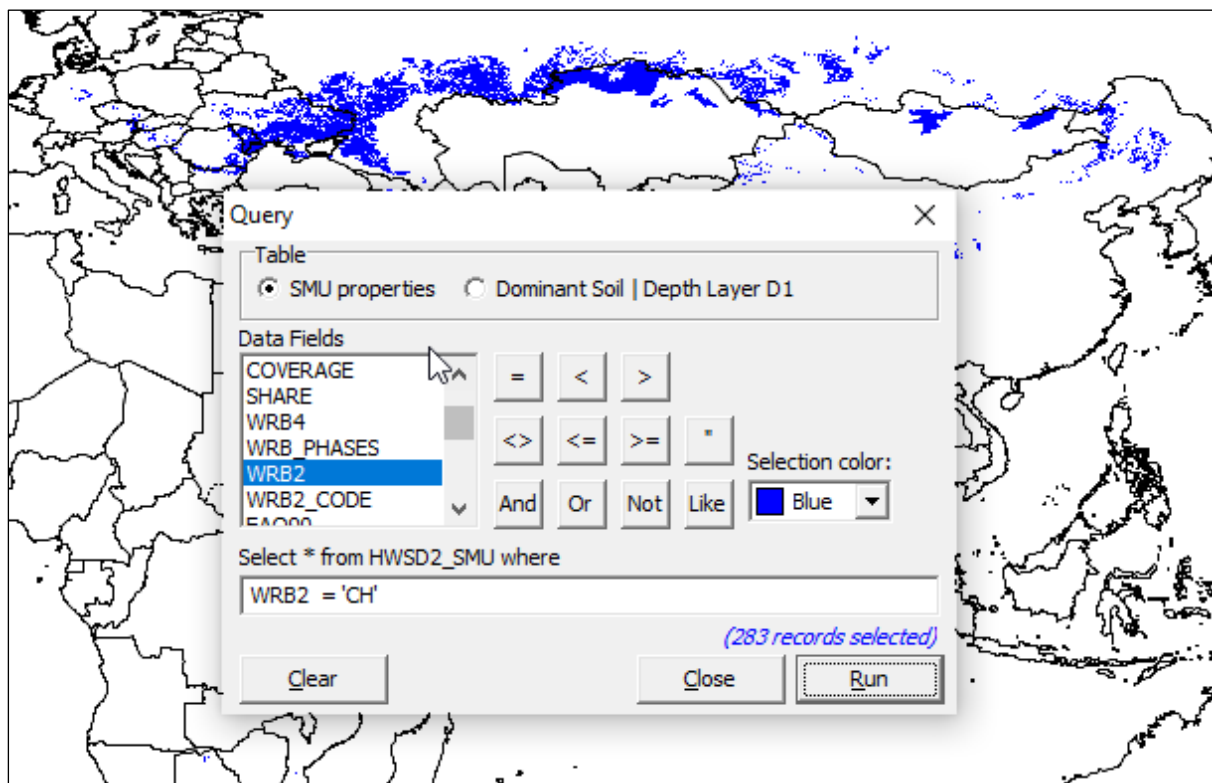 Query
Table
SMU properties
Dominant Soil | Depth Layer D1
Data Fields
COVERAGE
SHARE
WRB4
WRB_PHASES
WRB2
WRB2_CODE
FAO90
= < >
<> <= >= "
And Or Not Like
Selection color:
Blue
Select * from HWSD2_SMU where
WRB2  = 'CH'
(283 records selected)
Clear
Close
Run